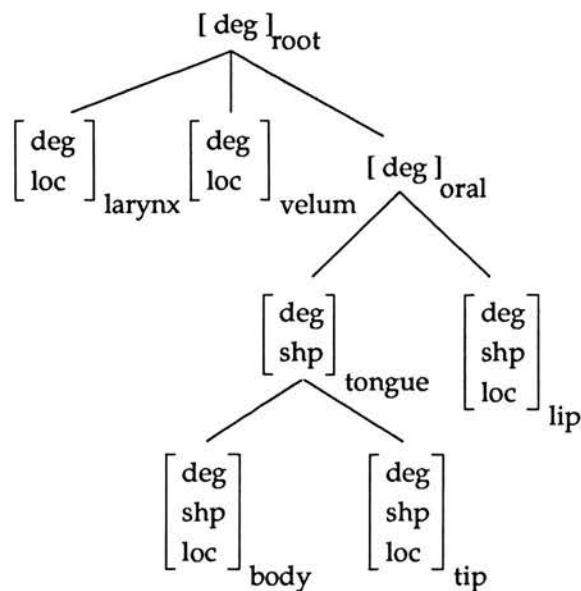 [ deg ]root
[ deg loc ] larynx [ deg loc ] velum [ deg ]oral
[ deg shp ] tongue [ deg shp loc ] lip
[ deg shp loc ] body [ deg shp loc ] tip